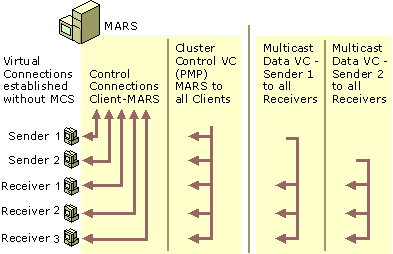 MARS
Virtual
Connections
established
without MCS
Control
Connections
Client-MARS
Cluster
Control VC
(PMP)
MARS to
all Clients
Multicast
Data VC -
Sender 1
to all
Receivers
Multicast
Data VC -
Sender 2
to all
Receivers
Sender 1
Sender 2
Receiver 1
Receiver 2
Receiver 3